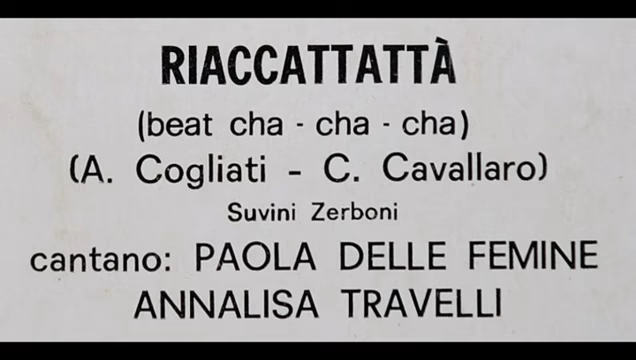 RIACCATTATTÀ
(beat cha - cha - cha)
(A. Cogliati - C. Cavallaro)
Suvini Zerboni
cantano: PAOLA DELLE FEMINE
ANNALISA TRAVELLI